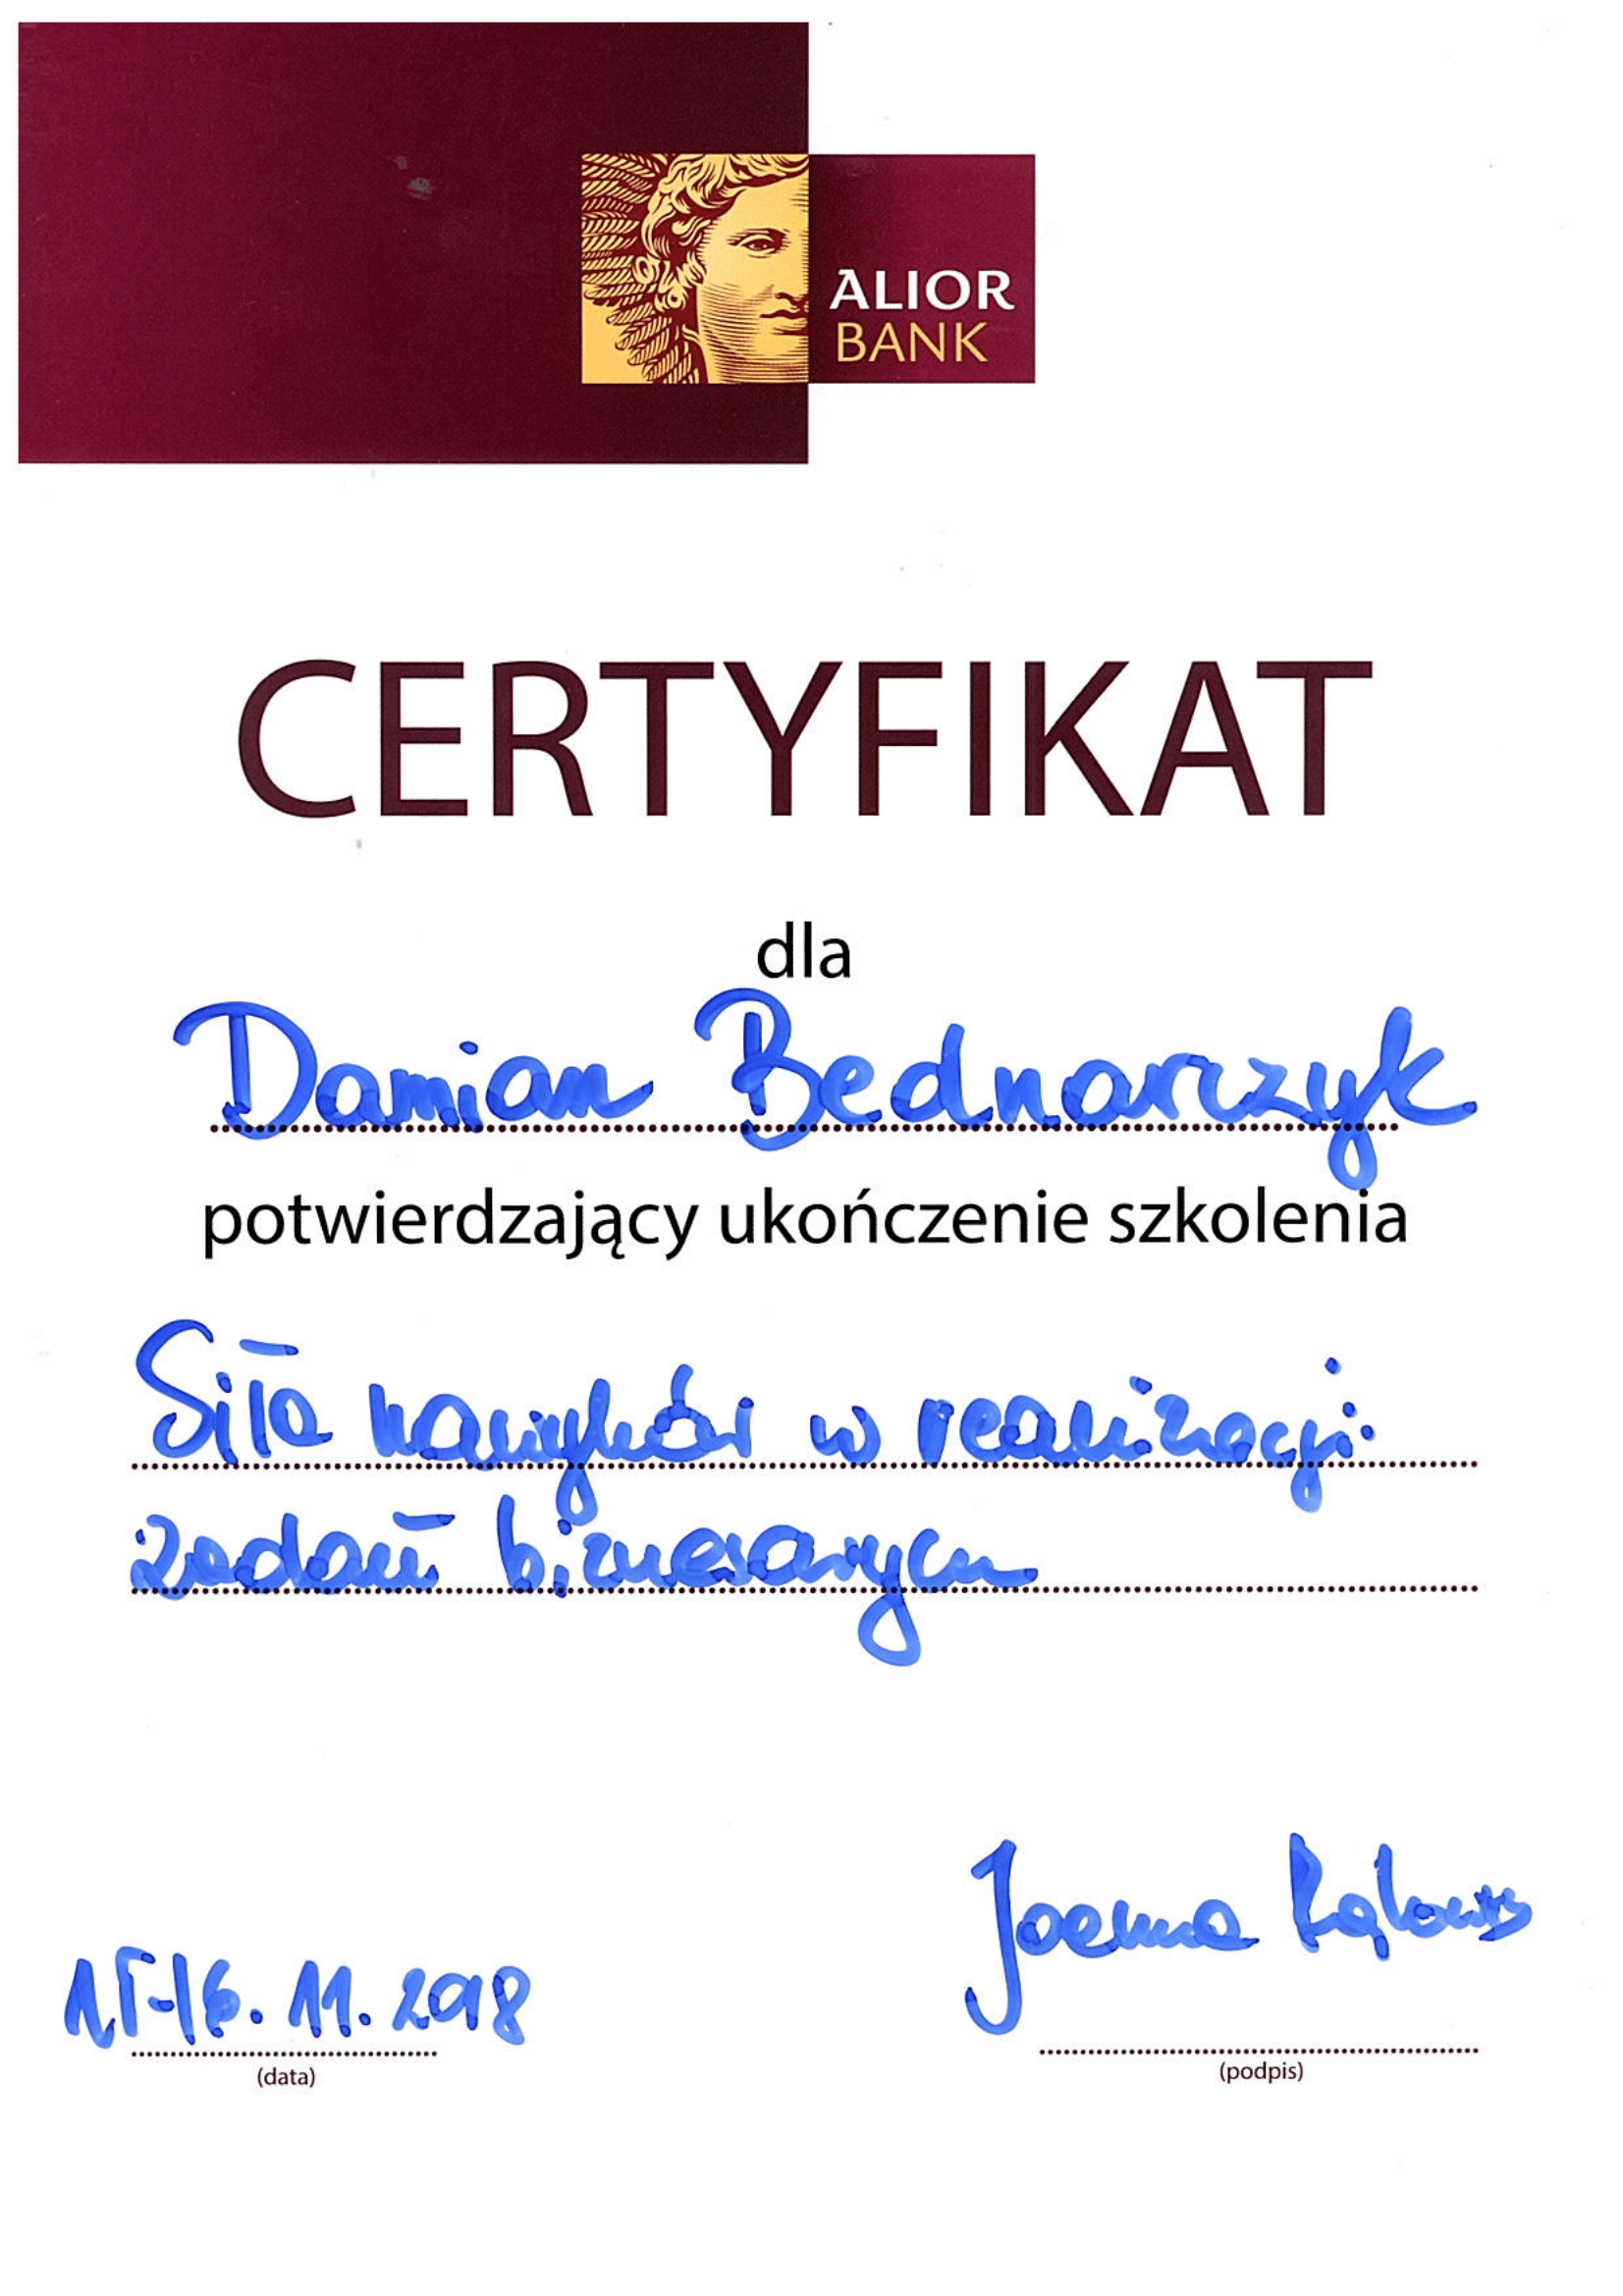 ALIOR
BANK
CERTYFIKAT
dla
Damian Bednarczyk
potwierdzający ukończenie szkolenia
Siła nawyków w realizacji
zadań biznesowych
15-16. 11. 2018
Joanna
(data)
(podpis)